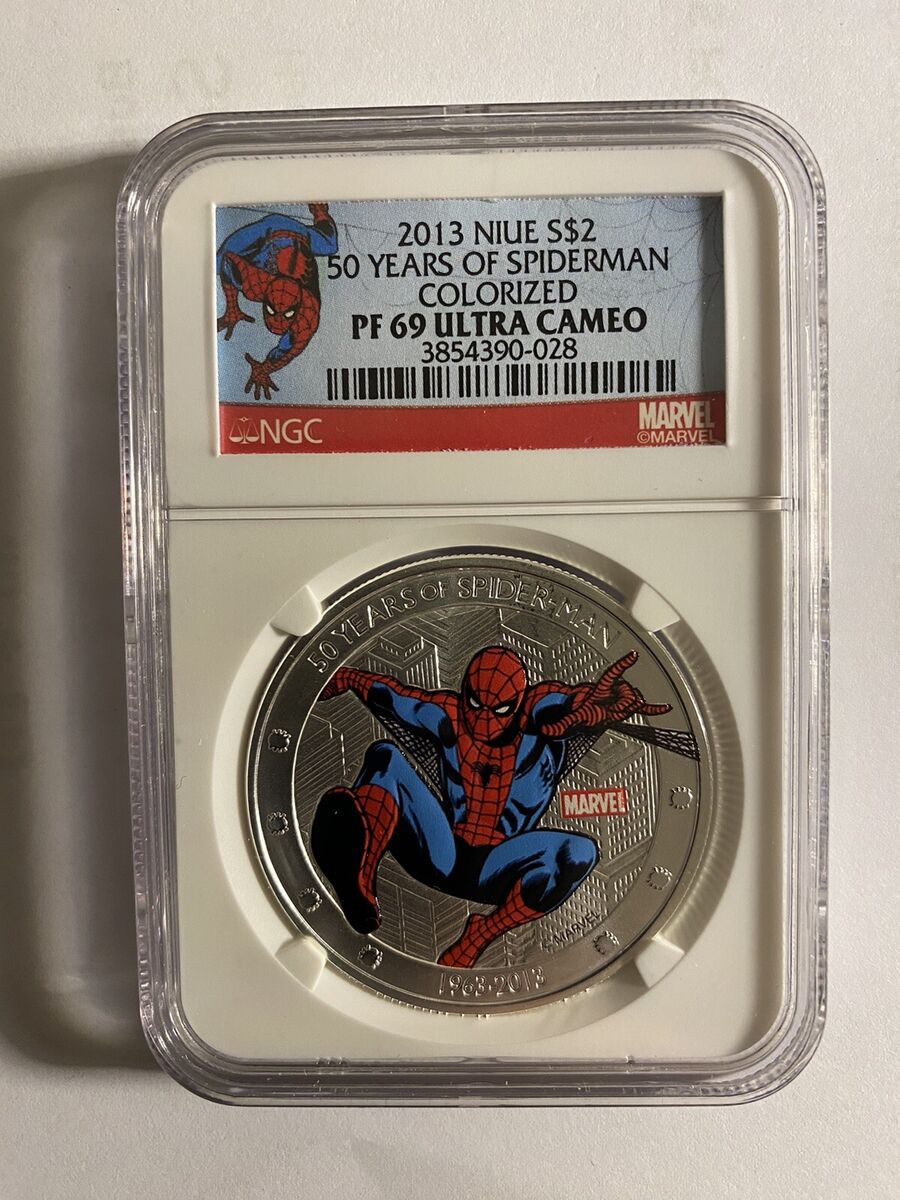 2013 NIUE S$2
50 YEARS OF SPIDERMAN
COLORIZED
PF 69 ULTRA CAMEO
3854390-028
NGC
MARVEL
©MARVEL
50 YEARS OF SPIDER-MAN
MARVEL
MARVEL
1963-2013